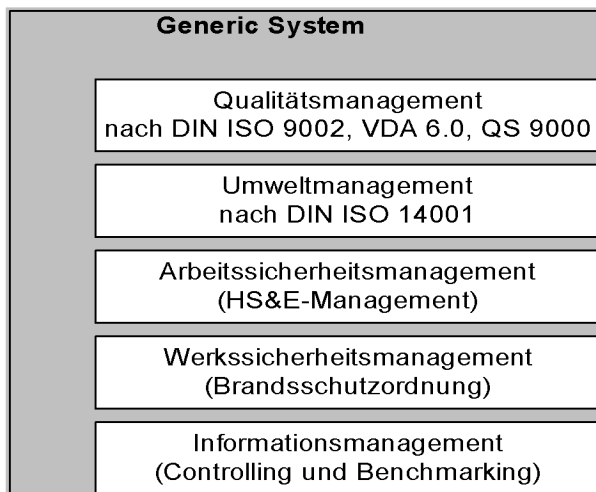 Generic System
Qualitätsmanagement
nach DIN ISO 9002, VDA 6.0, QS 9000
Umweltmanagement
nach DIN ISO 14001
Arbeitssicherheitsmanagement
(HS&E-Management)
Werkssicherheitsmanagement
(Brandsschutzordnung)
Informationsmanagement
(Controlling und Benchmarking)